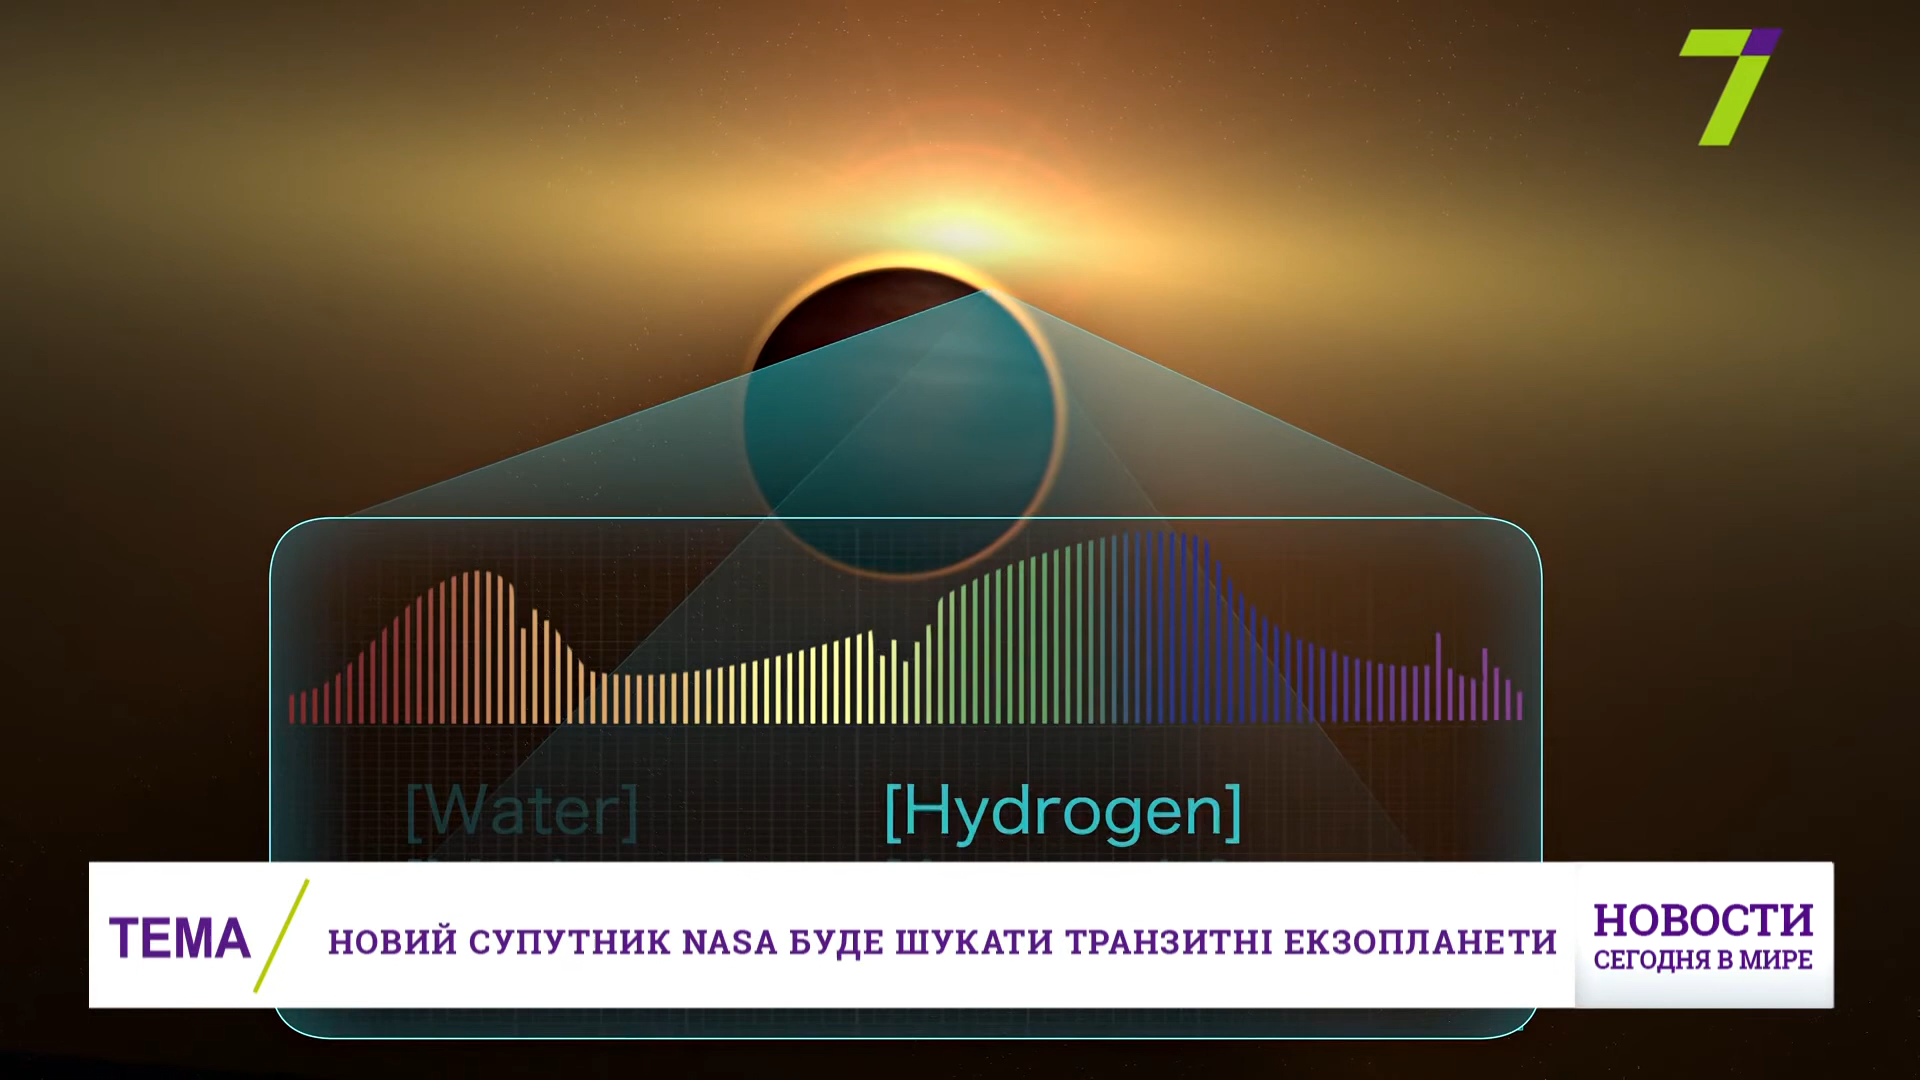 7
[Water]
[Hydrogen]
ТЕМА
НОВИЙ СУПУТНИК NASA БУДЕ ШУКАТИ ТРАНЗИТНІ ЕКЗОПЛАНЕТИ
НОВОСТИ
СЕГОДНЯ В МИРЕ